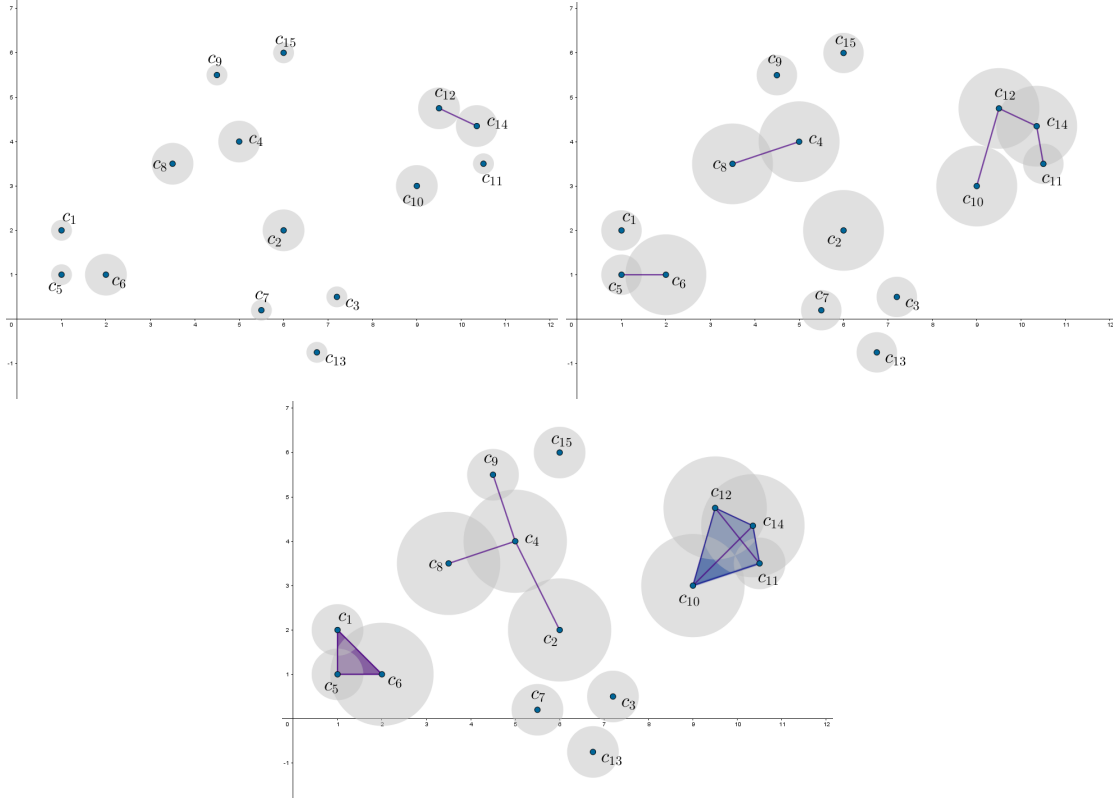 7
6
5
4
3
2
1
0
-1
1 2 3 4 5 6 7 8 9 10 11 12
c₁₅
c₉
c₁₂
c₁₄
c₄
c₈
c₁₁
c₁₀
c₁
c₂
c₅
c₆
c₇
c₃
c₁₃
7
6
5
4
3
2
1
0
-1
1 2 3 4 5 6 7 8 9 10 11 12
c₁₅
c₉
c₁₂
c₁₄
c₄
c₈
c₁₁
c₁₀
c₁
c₂
c₅
c₆
c₇
c₃
c₁₃
7
6
5
4
3
2
1
0
-1
1 2 3 4 5 6 7 8 9 10 11 12
c₁₅
c₉
c₁₂
c₁₄
c₄
c₈
c₁₁
c₁₀
c₁
c₂
c₅
c₆
c₇
c₃
c₁₃